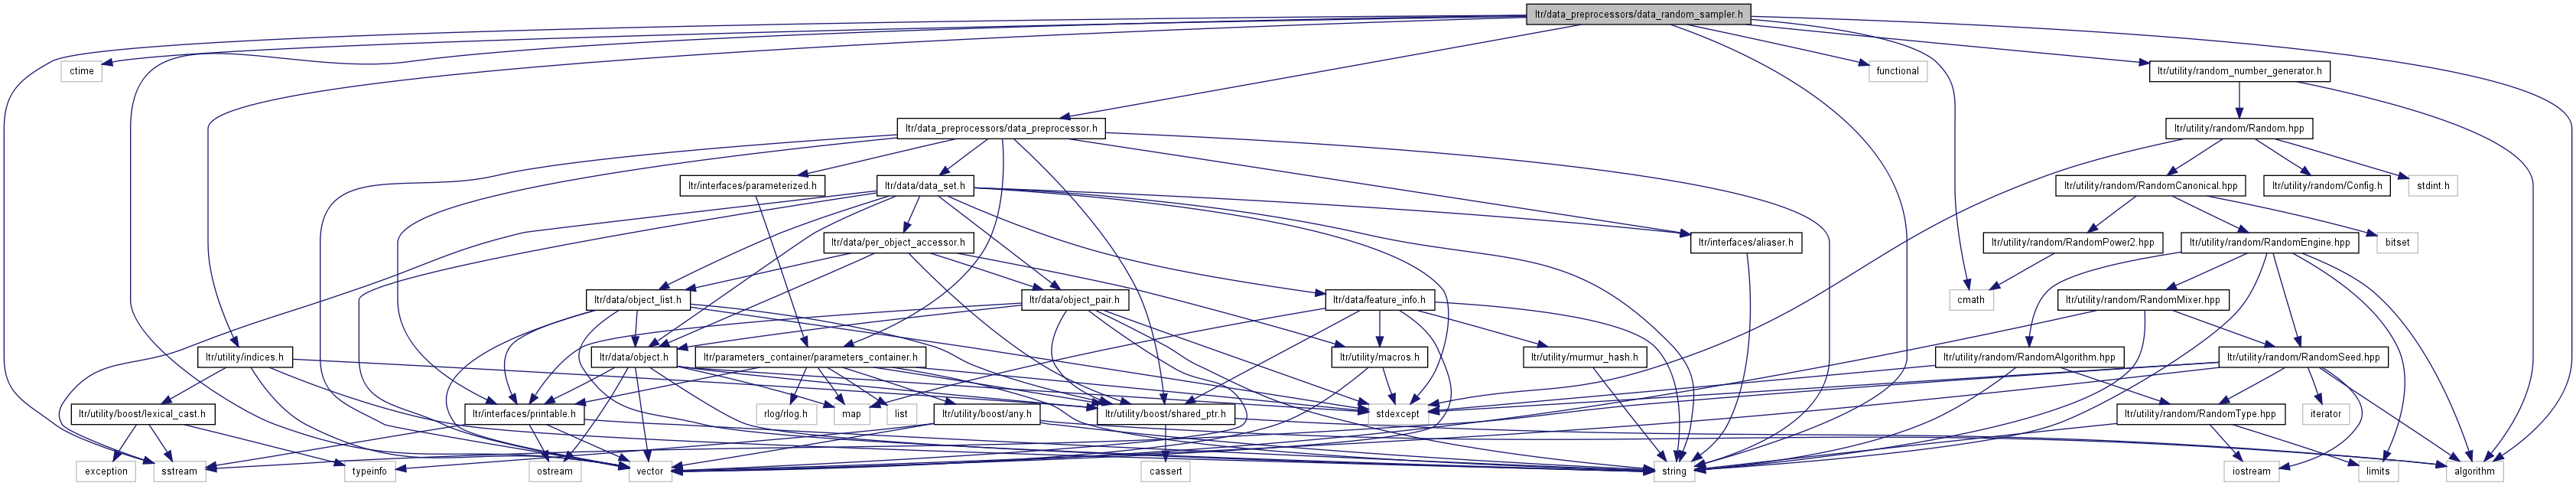 ltr/data_preprocessors/data_random_sampler.h
ctime
functional
ltr/utility/random_number_generator.h
ltr/data_preprocessors/data_preprocessor.h
ltr/utility/random/Random.hpp
ltr/interfaces/parameterized.h
ltr/data/data_set.h
ltr/utility/random/RandomCanonical.hpp
ltr/utility/random/Config.h
stdint.h
ltr/data/per_object_accessor.h
ltr/interfaces/aliaser.h
ltr/utility/random/RandomPower2.hpp
ltr/utility/random/RandomEngine.hpp
bitset
ltr/data/object_list.h
ltr/data/object_pair.h
ltr/data/feature_info.h
cmath
ltr/utility/random/RandomMixer.hpp
ltr/utility/indices.h
ltr/data/object.h
ltr/parameters_container/parameters_container.h
ltr/utility/macros.h
ltr/utility/murmur_hash.h
ltr/utility/random/RandomAlgorithm.hpp
ltr/utility/random/RandomSeed.hpp
ltr/utility/boost/lexical_cast.h
ltr/interfaces/printable.h
rlog/rlog.h
map
list
ltr/utility/boost/any.h
ltr/utility/boost/shared_ptr.h
stdexcept
ltr/utility/random/RandomType.hpp
iterator
exception
sstream
typeinfo
ostream
vector
cassert
string
iostream
limits
algorithm